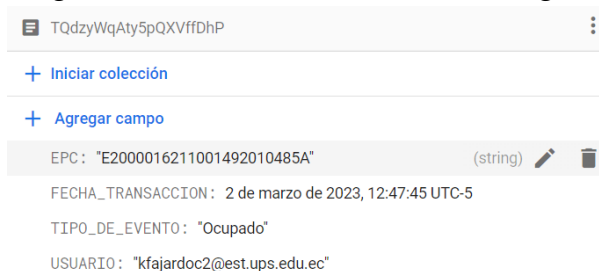 TQdzyWqAty5pQXVffDhP
+ Iniciar colección
+ Agregar campo
EPC: "E2000016211001492010485A" (string)
FECHA_TRANSACCION: 2 de marzo de 2023, 12:47:45 UTC-5
TIPO_DE_EVENTO: "Ocupado"
USUARIO: "kfajardoc2@est.ups.edu.ec"